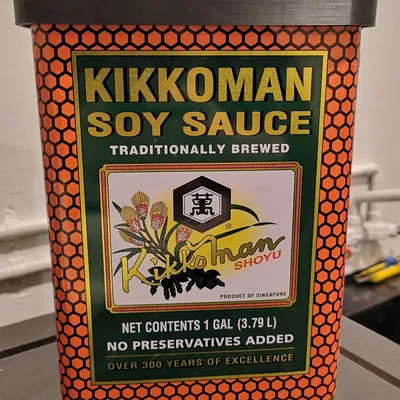 KIKKOMAN
SOY SAUCE
TRADITIONALLY BREWED
萬
Kikkoman
SHOYU
PRODUCT OF SINGAPORE
NET CONTENTS 1 GAL (3.79 L)
NO PRESERVATIVES ADDED
OVER 300 YEARS OF EXCELLENCE